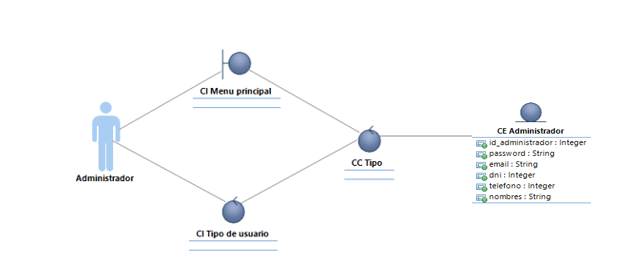 CI Menu principal
CE Administrador
id_administrador : Integer
password : String
email : String
dni : Integer
telefono : Integer
nombres : String
CC Tipo
Administrador
CI Tipo de usuario